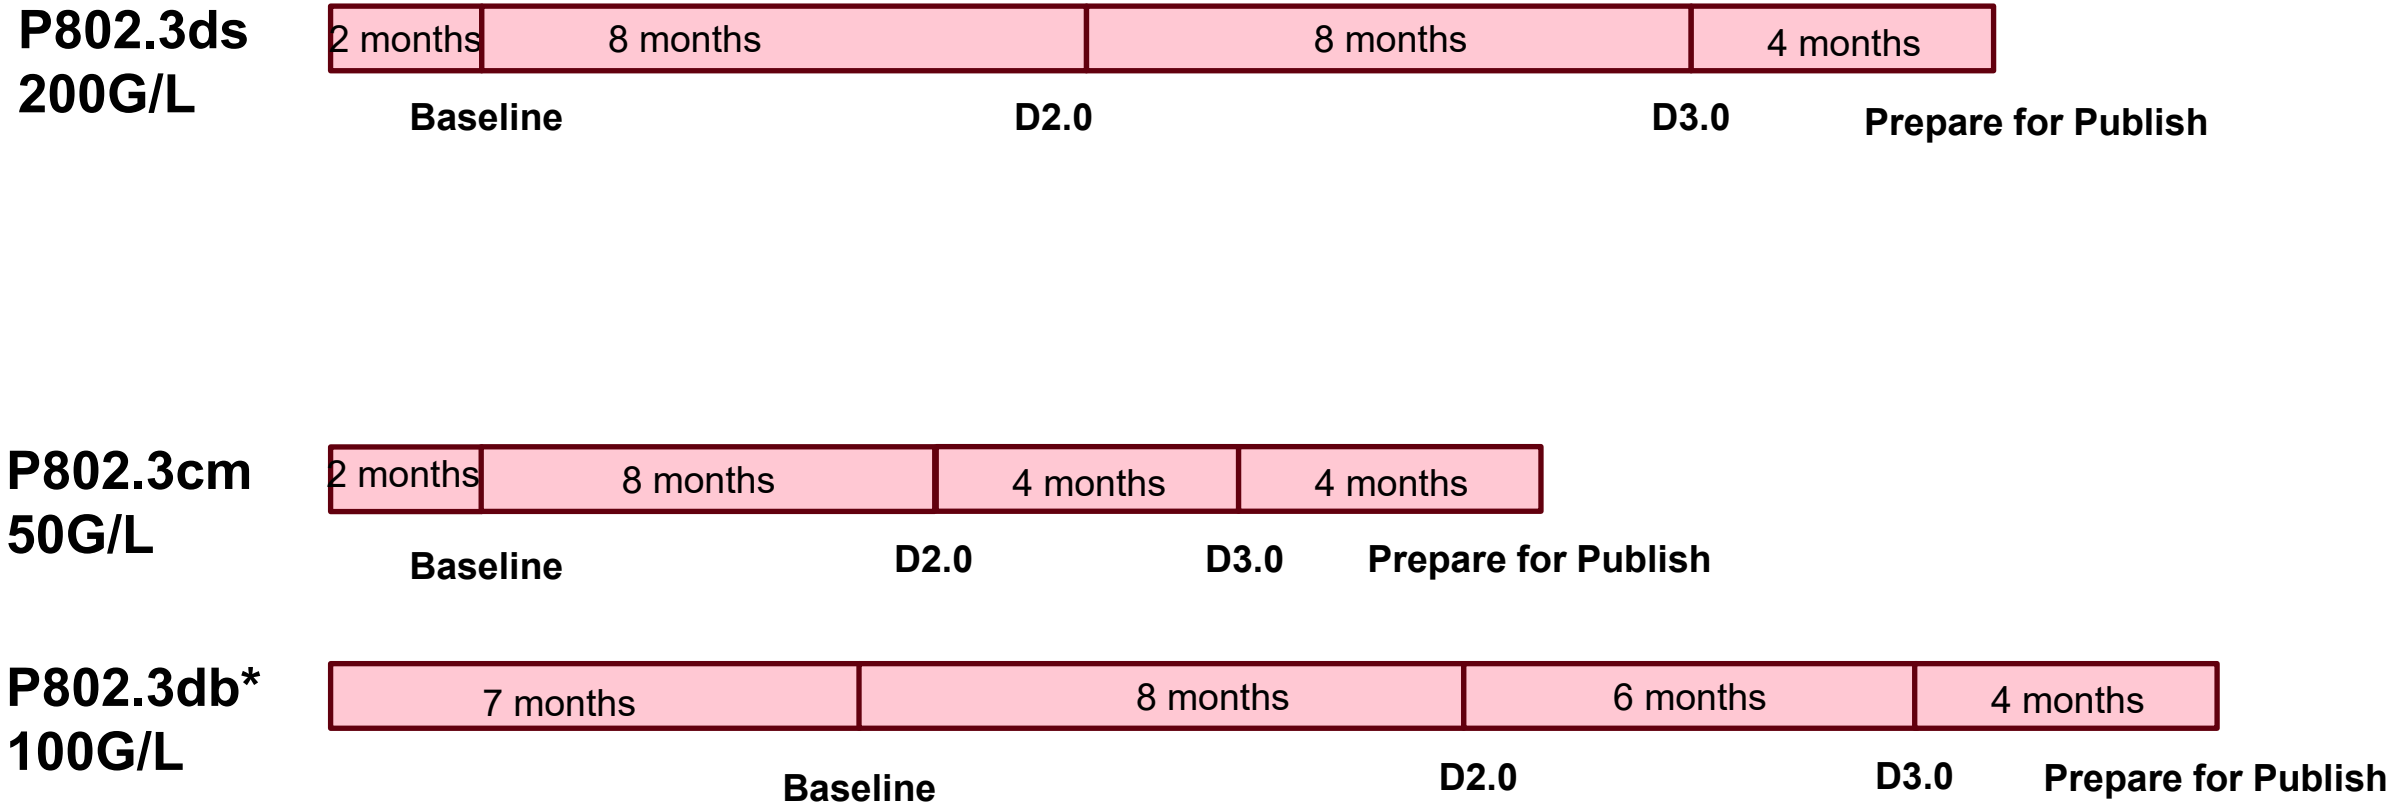 P802.3ds
200G/L
2 months 8 months 8 months 4 months
Baseline D2.0 D3.0 Prepare for Publish
P802.3cm
50G/L
2 months 8 months 4 months 4 months
Baseline D2.0 D3.0 Prepare for Publish
P802.3db*
100G/L
7 months 8 months 6 months 4 months
Baseline D2.0 D3.0 Prepare for Publish